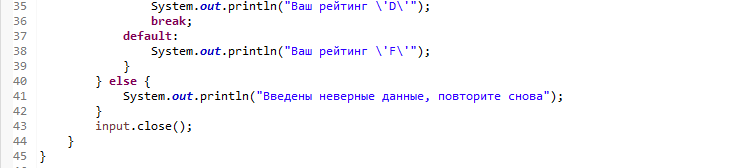 35 System.out.println("Ваш рейтинг \'D\'");
36 break;
37 default:
38 System.out.println("Ваш рейтинг \'F\'");
39 }
40 } else {
41 System.out.println("Введены неверные данные, повторите снова");
42 }
43 input.close();
44 }
45 }